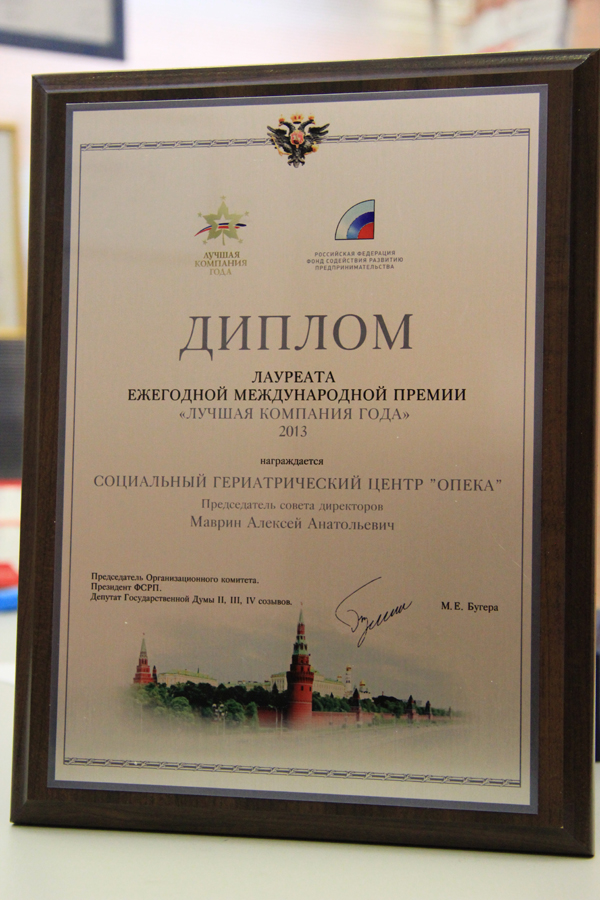 ЛУЧШАЯ
КОМПАНИЯ
ГОДА
РОССИЙСКАЯ ФЕДЕРАЦИЯ
ФОНД СОДЕЙСТВИЯ РАЗВИТИЮ
ПРЕДПРИНИМАТЕЛЬСТВА
ДИПЛОМ
ЛАУРЕАТА
ЕЖЕГОДНОЙ МЕЖДУНАРОДНОЙ ПРЕМИИ
«ЛУЧШАЯ КОМПАНИЯ ГОДА»
2013
награждается
СОЦИАЛЬНЫЙ ГЕРИАТРИЧЕСКИЙ ЦЕНТР "ОПЕКА"
Председатель совета директоров
Маврин Алексей Анатольевич
Председатель Организационного комитета.
Президент ФСРП.
Депутат Государственной Думы II, III, IV созывов.
М.Е. Бугера